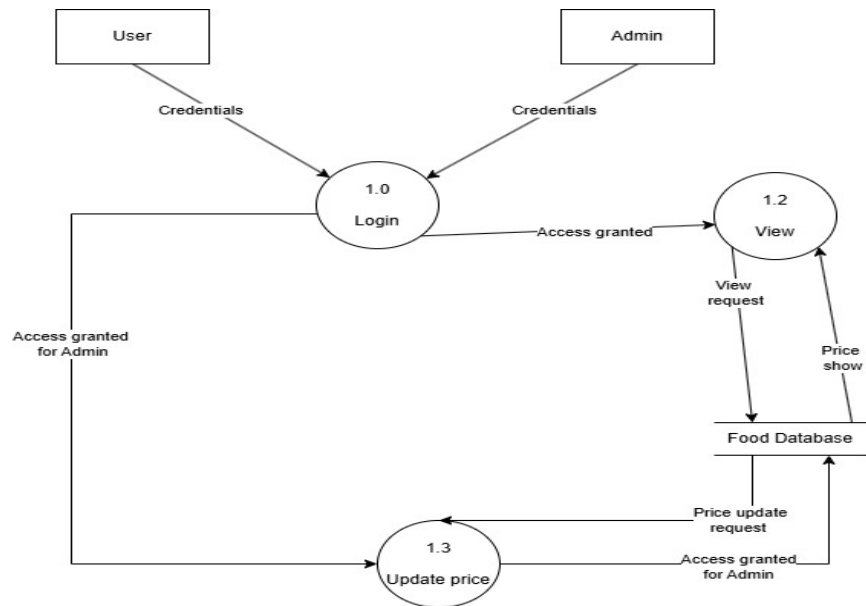 User
Admin
Credentials
Credentials
1.0
Login
1.2
View
Access granted
View
request
Access granted
for Admin
Price
show
Food Database
Price update
request
1.3
Update price
Access granted
for Admin